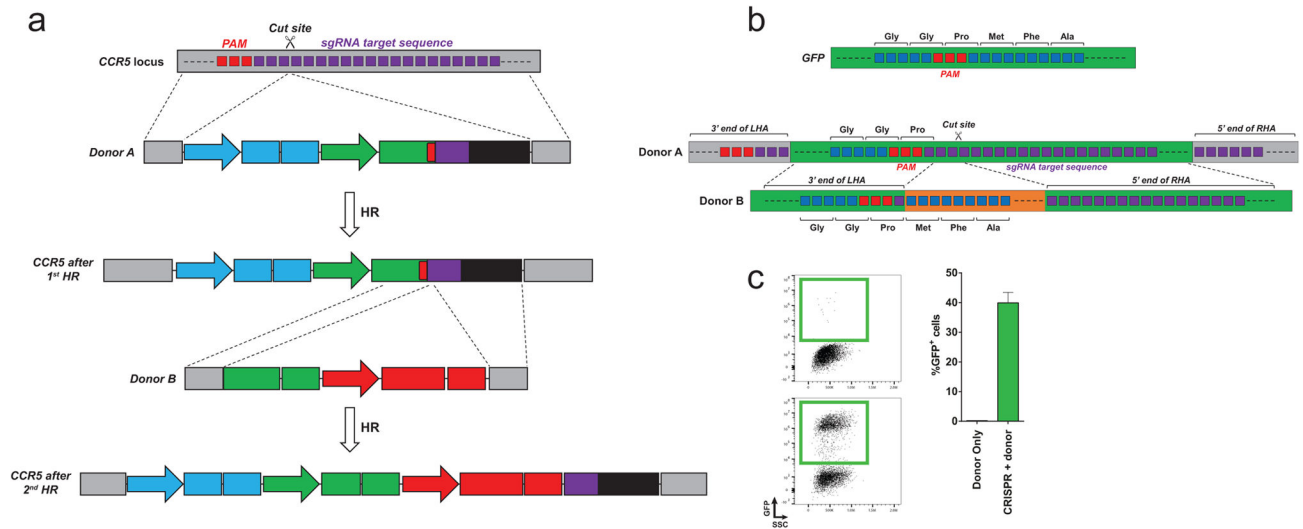 a
Cut site
PAM
sgRNA target sequence
CCR5 locus
Donor A
HR
CCR5 after
1st HR
Donor B
HR
CCR5 after
2nd HR
b
Gly Gly Pro Met Phe Ala
GFP
PAM
Cut site
3' end of LHA
Gly Gly Pro
5' end of RHA
Donor A
PAM
sgRNA target sequence
3' end of LHA
5' end of RHA
Donor B
Gly Gly Pro Met Phe Ala
c
GFP
SSC
%GFP+ cells
50
40
30
20
10
0
Donor Only
CRISPR + donor